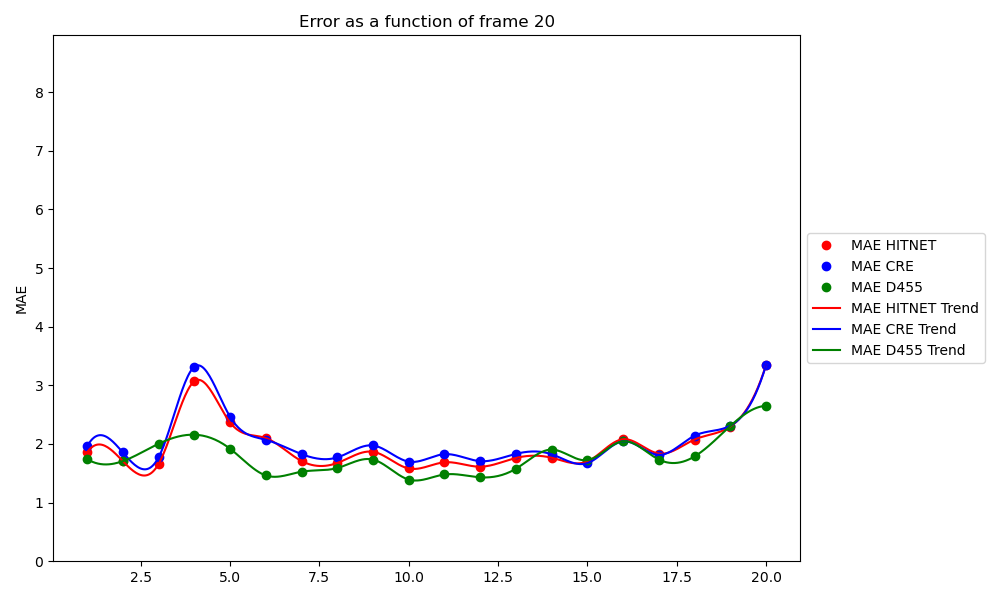 Error as a function of frame 20
MAE
8
7
6
5
4
3
2
1
0
2.5 5.0 7.5 10.0 12.5 15.0 17.5 20.0
MAE HITNET
MAE CRE
MAE D455
MAE HITNET Trend
MAE CRE Trend
MAE D455 Trend